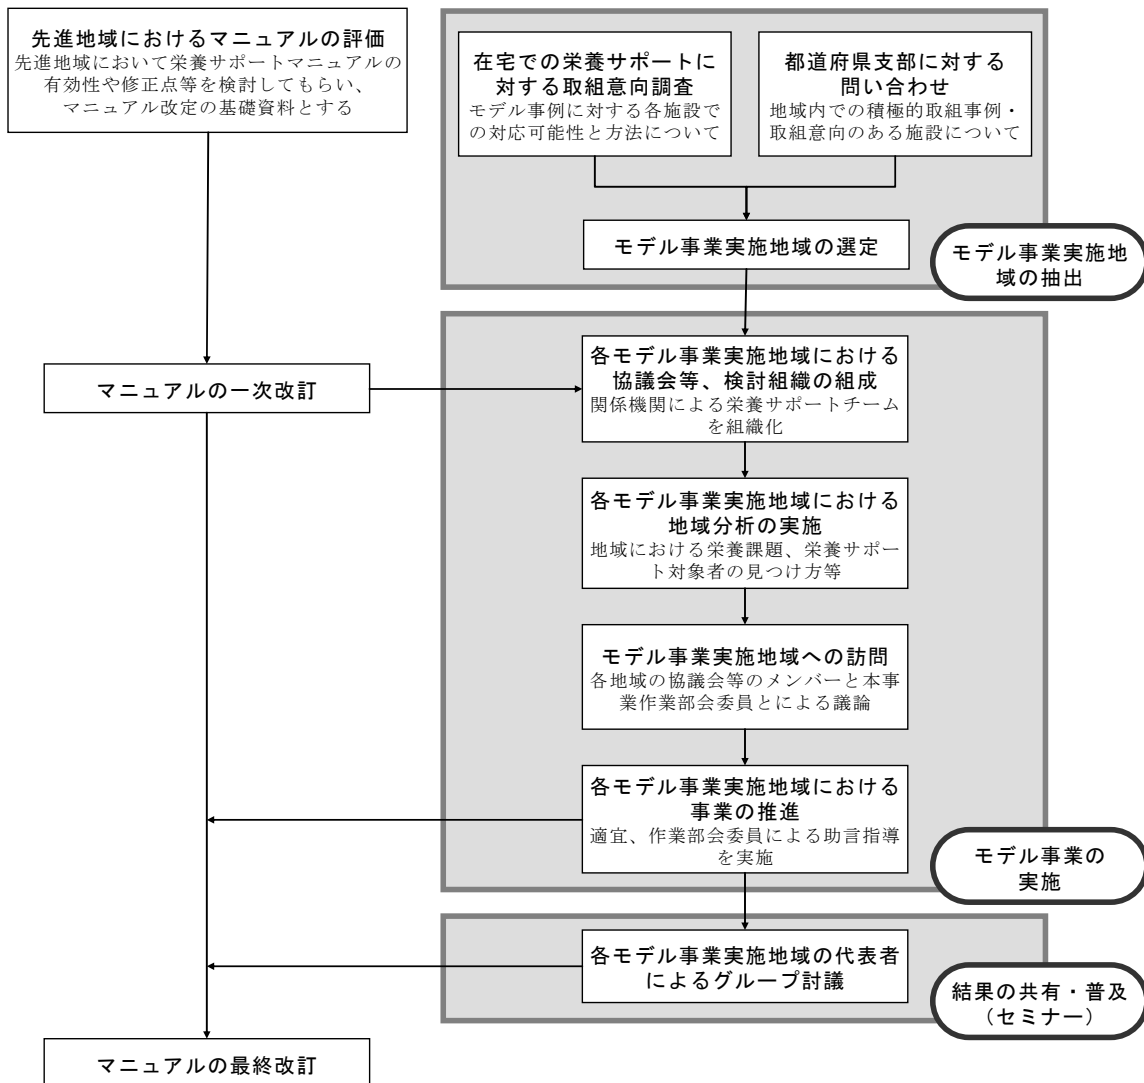 先進地域におけるマニュアルの評価
先進地域において栄養サポートマニュアルの
有効性や修正点等を検討してもらい、
マニュアル改定の基礎資料とする
在宅での栄養サポートに
対する取組意向調査
モデル事例に対する各施設で
の対応可能性と方法について
都道府県支部に対する
問い合わせ
地域内での積極的取組事例・
取組意向のある施設について
モデル事業実施地域の選定
モデル事業実施地
域の抽出
マニュアルの一次改訂
各モデル事業実施地域における
協議会等、検討組織の組成
関係機関による栄養サポートチーム
を組織化
各モデル事業実施地域における
地域分析の実施
地域における栄養課題、栄養サポー
ト対象者の見つけ方等
モデル事業実施地域への訪問
各地域の協議会等のメンバーと本事
業作業部会委員とによる議論
各モデル事業実施地域における
事業の推進
適宜、作業部会委員による助言指導
を実施
モデル事業の
実施
各モデル事業実施地域の代表者
によるグループ討議
結果の共有・普及
（セミナー）
マニュアルの最終改訂